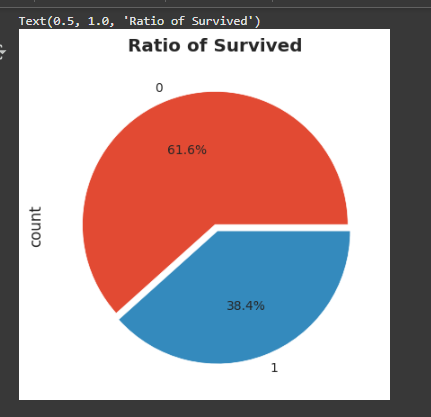 Text(0.5, 1.0, 'Ratio of Survived')
Ratio of Survived
0
61.6%
count
38.4%
1